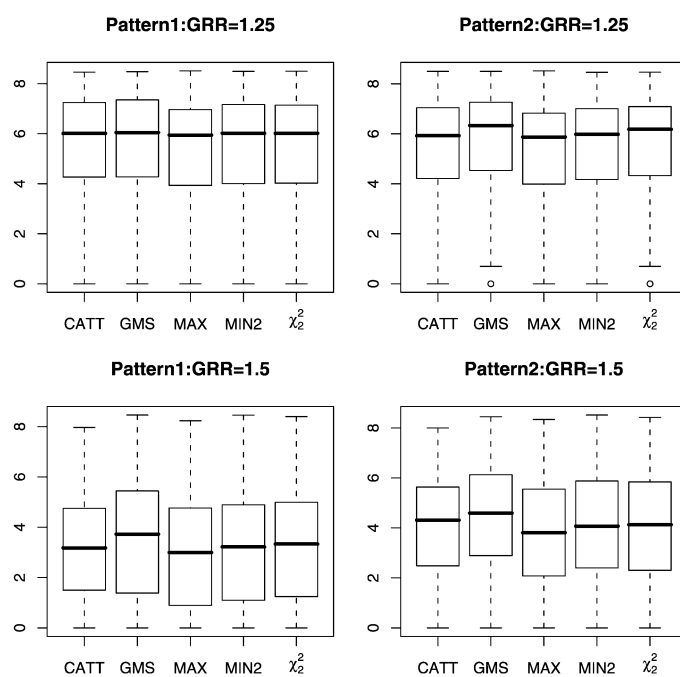 Pattern1:GRR=1.25
8
6
4
2
0
CATT GMS MAX MIN2 χ₂²
Pattern2:GRR=1.25
8
6
4
2
0
CATT GMS MAX MIN2 χ₂²
Pattern1:GRR=1.5
8
6
4
2
0
CATT GMS MAX MIN2 χ₂²
Pattern2:GRR=1.5
8
6
4
2
0
CATT GMS MAX MIN2 χ₂²